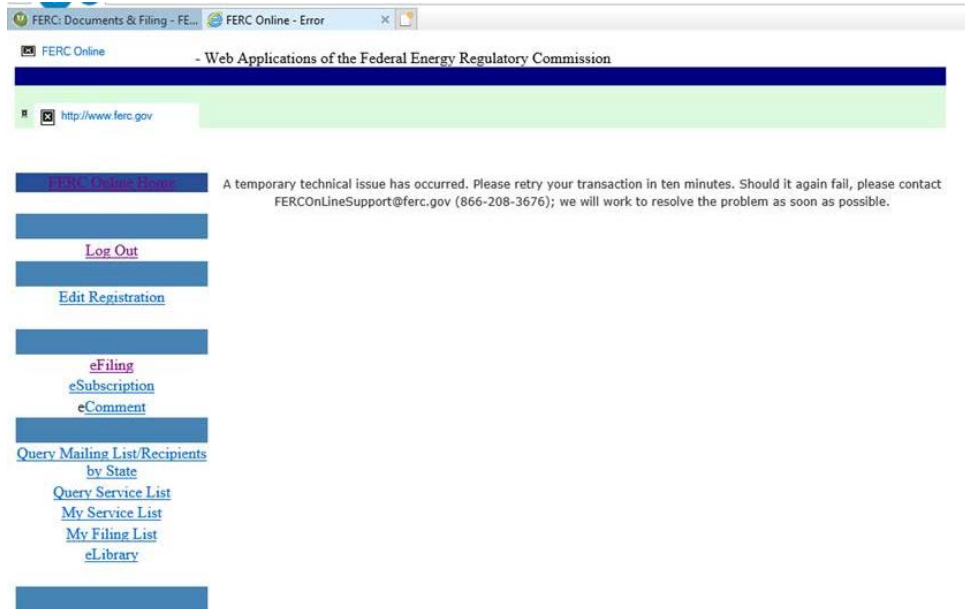 FERC: Documents & Filing - FE...
FERC Online - Error
FERC Online
- Web Applications of the Federal Energy Regulatory Commission
http://www.ferc.gov
FERC Online Home
A temporary technical issue has occurred. Please retry your transaction in ten minutes. Should it again fail, please contact
FERCOnLineSupport@ferc.gov (866-208-3676); we will work to resolve the problem as soon as possible.
Log Out
Edit Registration
eFiling
eSubscription
eComment
Query Mailing List/Recipients
by State
Query Service List
My Service List
My Filing List
eLibrary